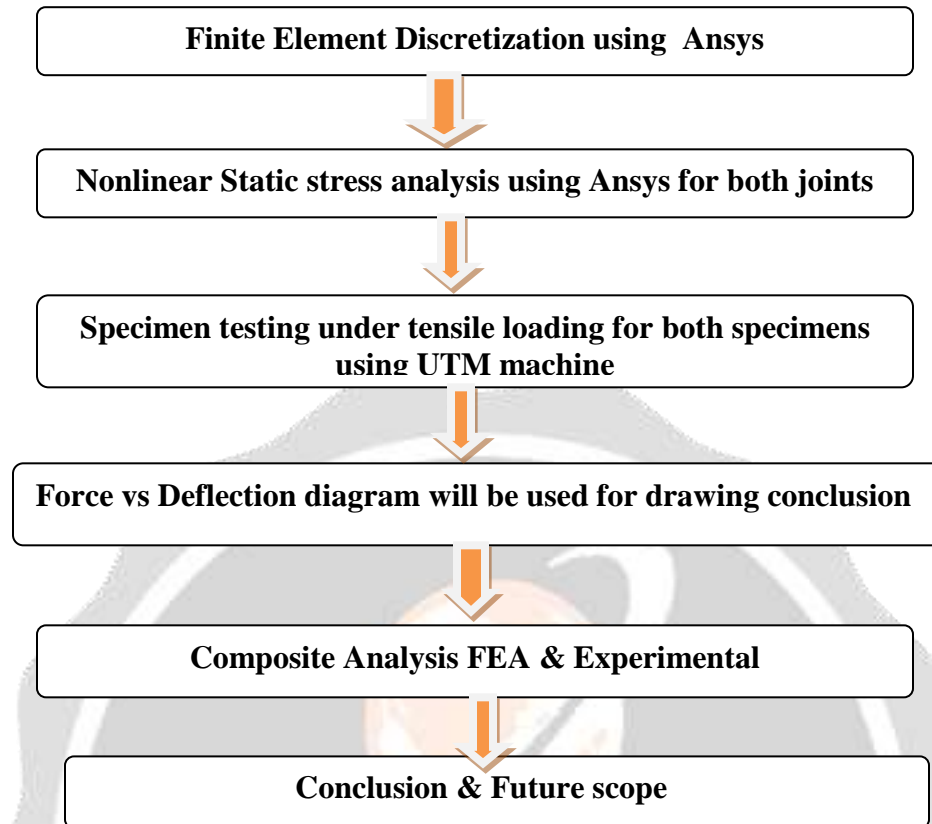 Finite Element Discretization using Ansys
Nonlinear Static stress analysis using Ansys for both joints
Specimen testing under tensile loading for both specimens
using UTM machine
Force vs Deflection diagram will be used for drawing conclusion
Composite Analysis FEA & Experimental
Conclusion & Future scope